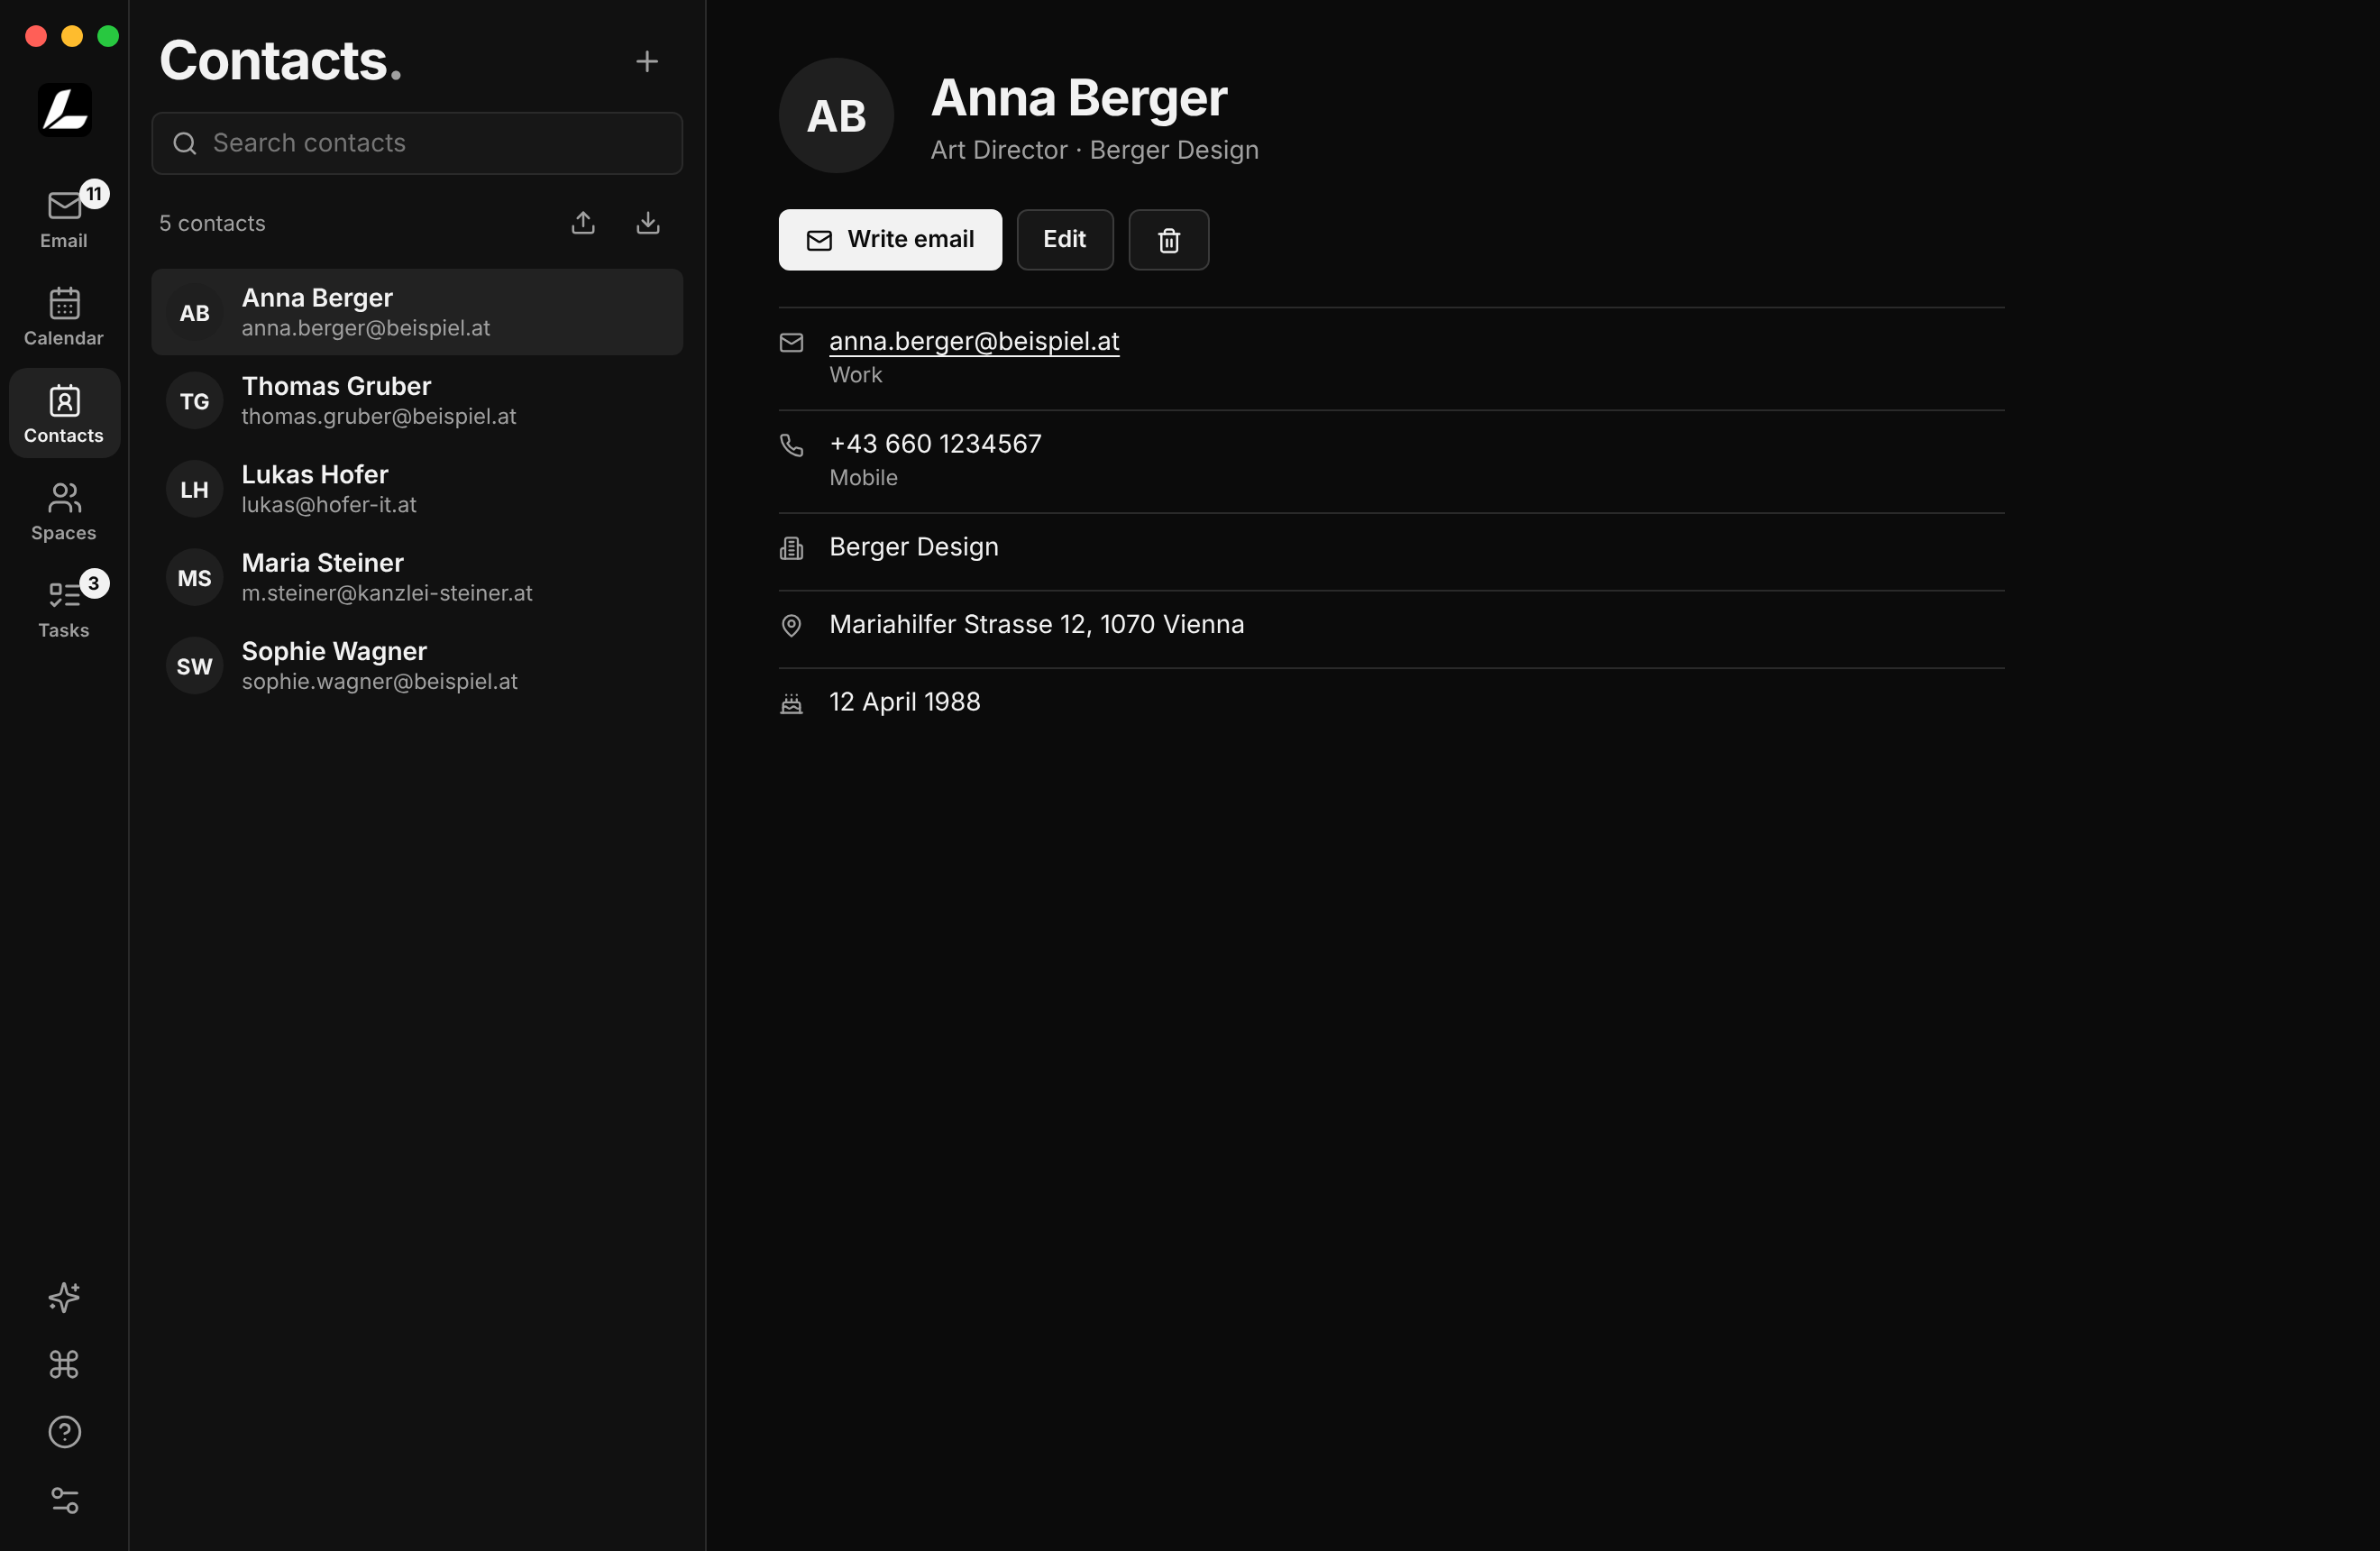 11
Email
Calendar
Contacts
Spaces
3
Tasks
Contacts.
Search contacts
5 contacts
AB
Anna Berger
anna.berger@beispiel.at
TG
Thomas Gruber
thomas.gruber@beispiel.at
LH
Lukas Hofer
lukas@hofer-it.at
MS
Maria Steiner
m.steiner@kanzlei-steiner.at
SW
Sophie Wagner
sophie.wagner@beispiel.at
AB
Anna Berger
Art Director · Berger Design
Write email
Edit
anna.berger@beispiel.at
Work
+43 660 1234567
Mobile
Berger Design
Mariahilfer Strasse 12, 1070 Vienna
12 April 1988